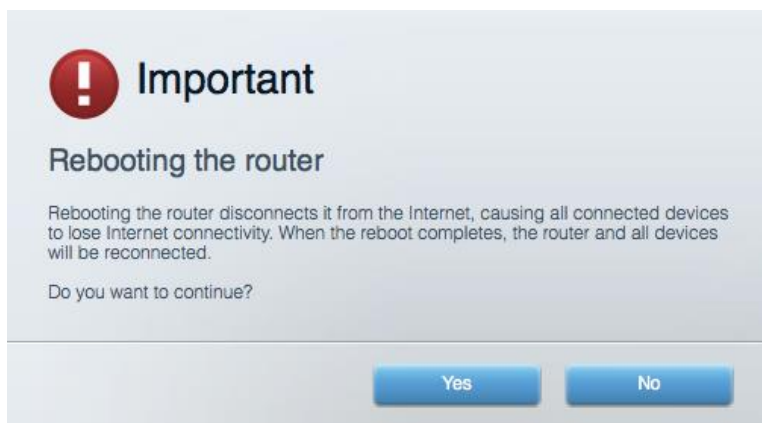 Important
Rebooting the router
Rebooting the router disconnects it from the Internet, causing all connected devices
to lose Internet connectivity. When the reboot completes, the router and all devices
will be reconnected.
Do you want to continue?
Yes No